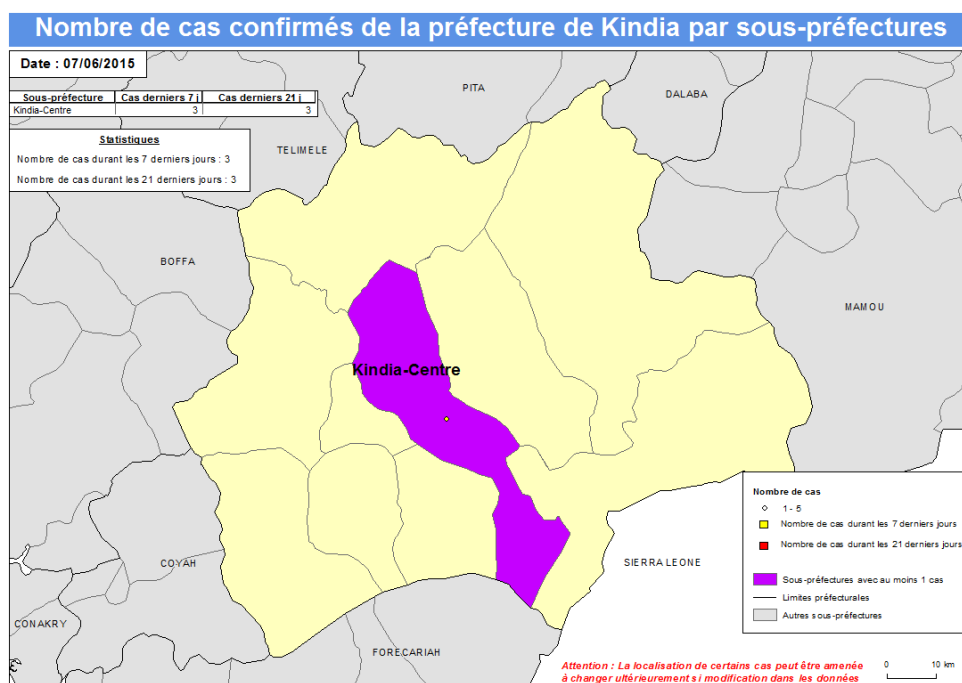 Nombre de cas confirmés de la préfecture de Kindia par sous-préfectures
Date : 07/06/2015
Sous-préfecture Cas derniers 7 j Cas derniers 21 j
Kindia-Centre 3 3
Statistiques
Nombre de cas durant les 7 derniers jours : 3
Nombre de cas durant les 21 derniers jours : 3
PITA
DALABA
TELIMELE
BOFFA
MAMOU
Kindia-Centre
COYAH
SIERRA LEONE
CONAKRY
FORECARIAH
Nombre de cas
1 - 5
Nombre de cas durant les 7 derniers jours
Nombre de cas durant les 21 derniers jours
Sous-préfectures avec au moins 1 cas
Limites préfecturales
Autres sous-préfectures
Attention : La localisation de certains cas peut être amenée
à changer ultérieurement si modification dans les données
0 10 km